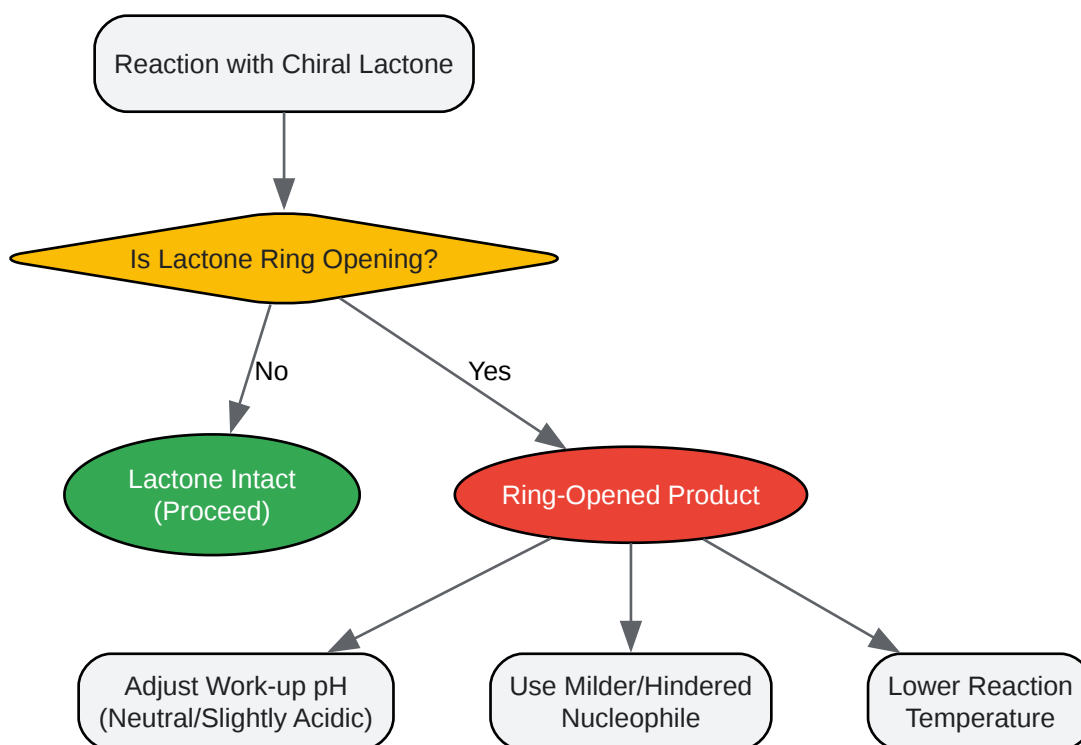 Reaction with Chiral Lactone
Is Lactone Ring Opening?
No
Yes
Lactone Intact
(Proceed)
Ring-Opened Product
Adjust Work-up pH
(Neutral/Slightly Acidic)
Use Milder/Hindered
Nucleophile
Lower Reaction
Temperature